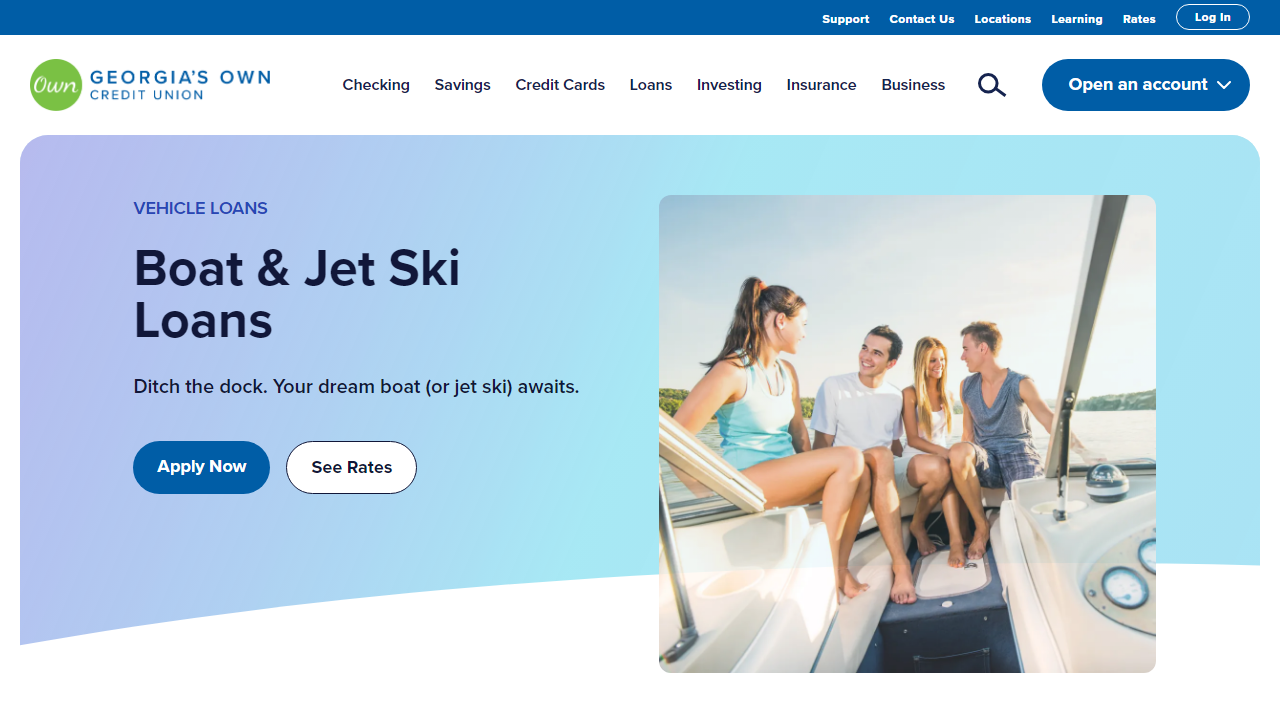 Support Contact Us Locations Learning Rates Log In
Own GEORGIA'S OWN
CREDIT UNION
Checking Savings Credit Cards Loans Investing Insurance Business Open an account
VEHICLE LOANS
Boat & Jet Ski
Loans
Ditch the dock. Your dream boat (or jet ski) awaits.
Apply Now See Rates